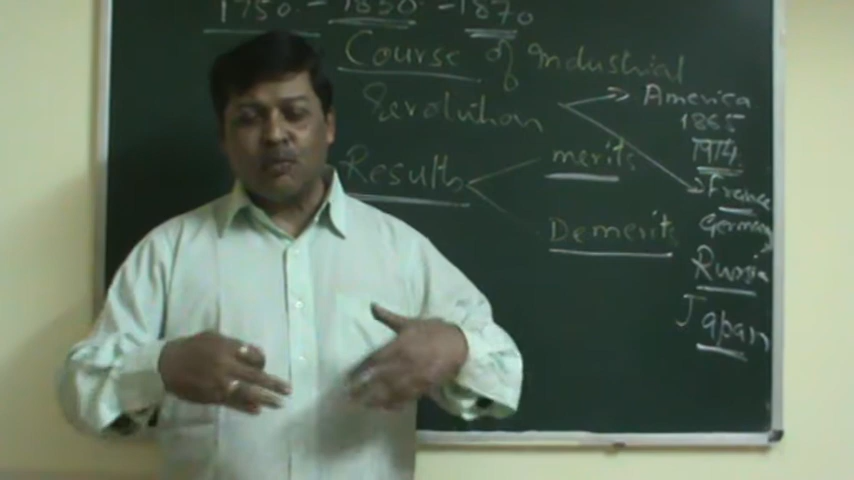 1750 - 1850 - 1870
Course of Industrial
Revolution
America
1865
1914
Results
merits
France
Germany
Demerits
Russia
Japan